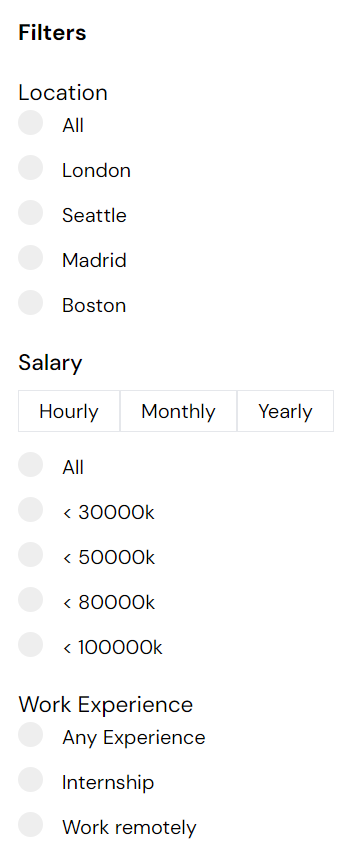 Filters
Location
All
London
Seattle
Madrid
Boston
Salary
Hourly Monthly Yearly
All
< 30000k
< 50000k
< 80000k
< 100000k
Work Experience
Any Experience
Internship
Work remotely